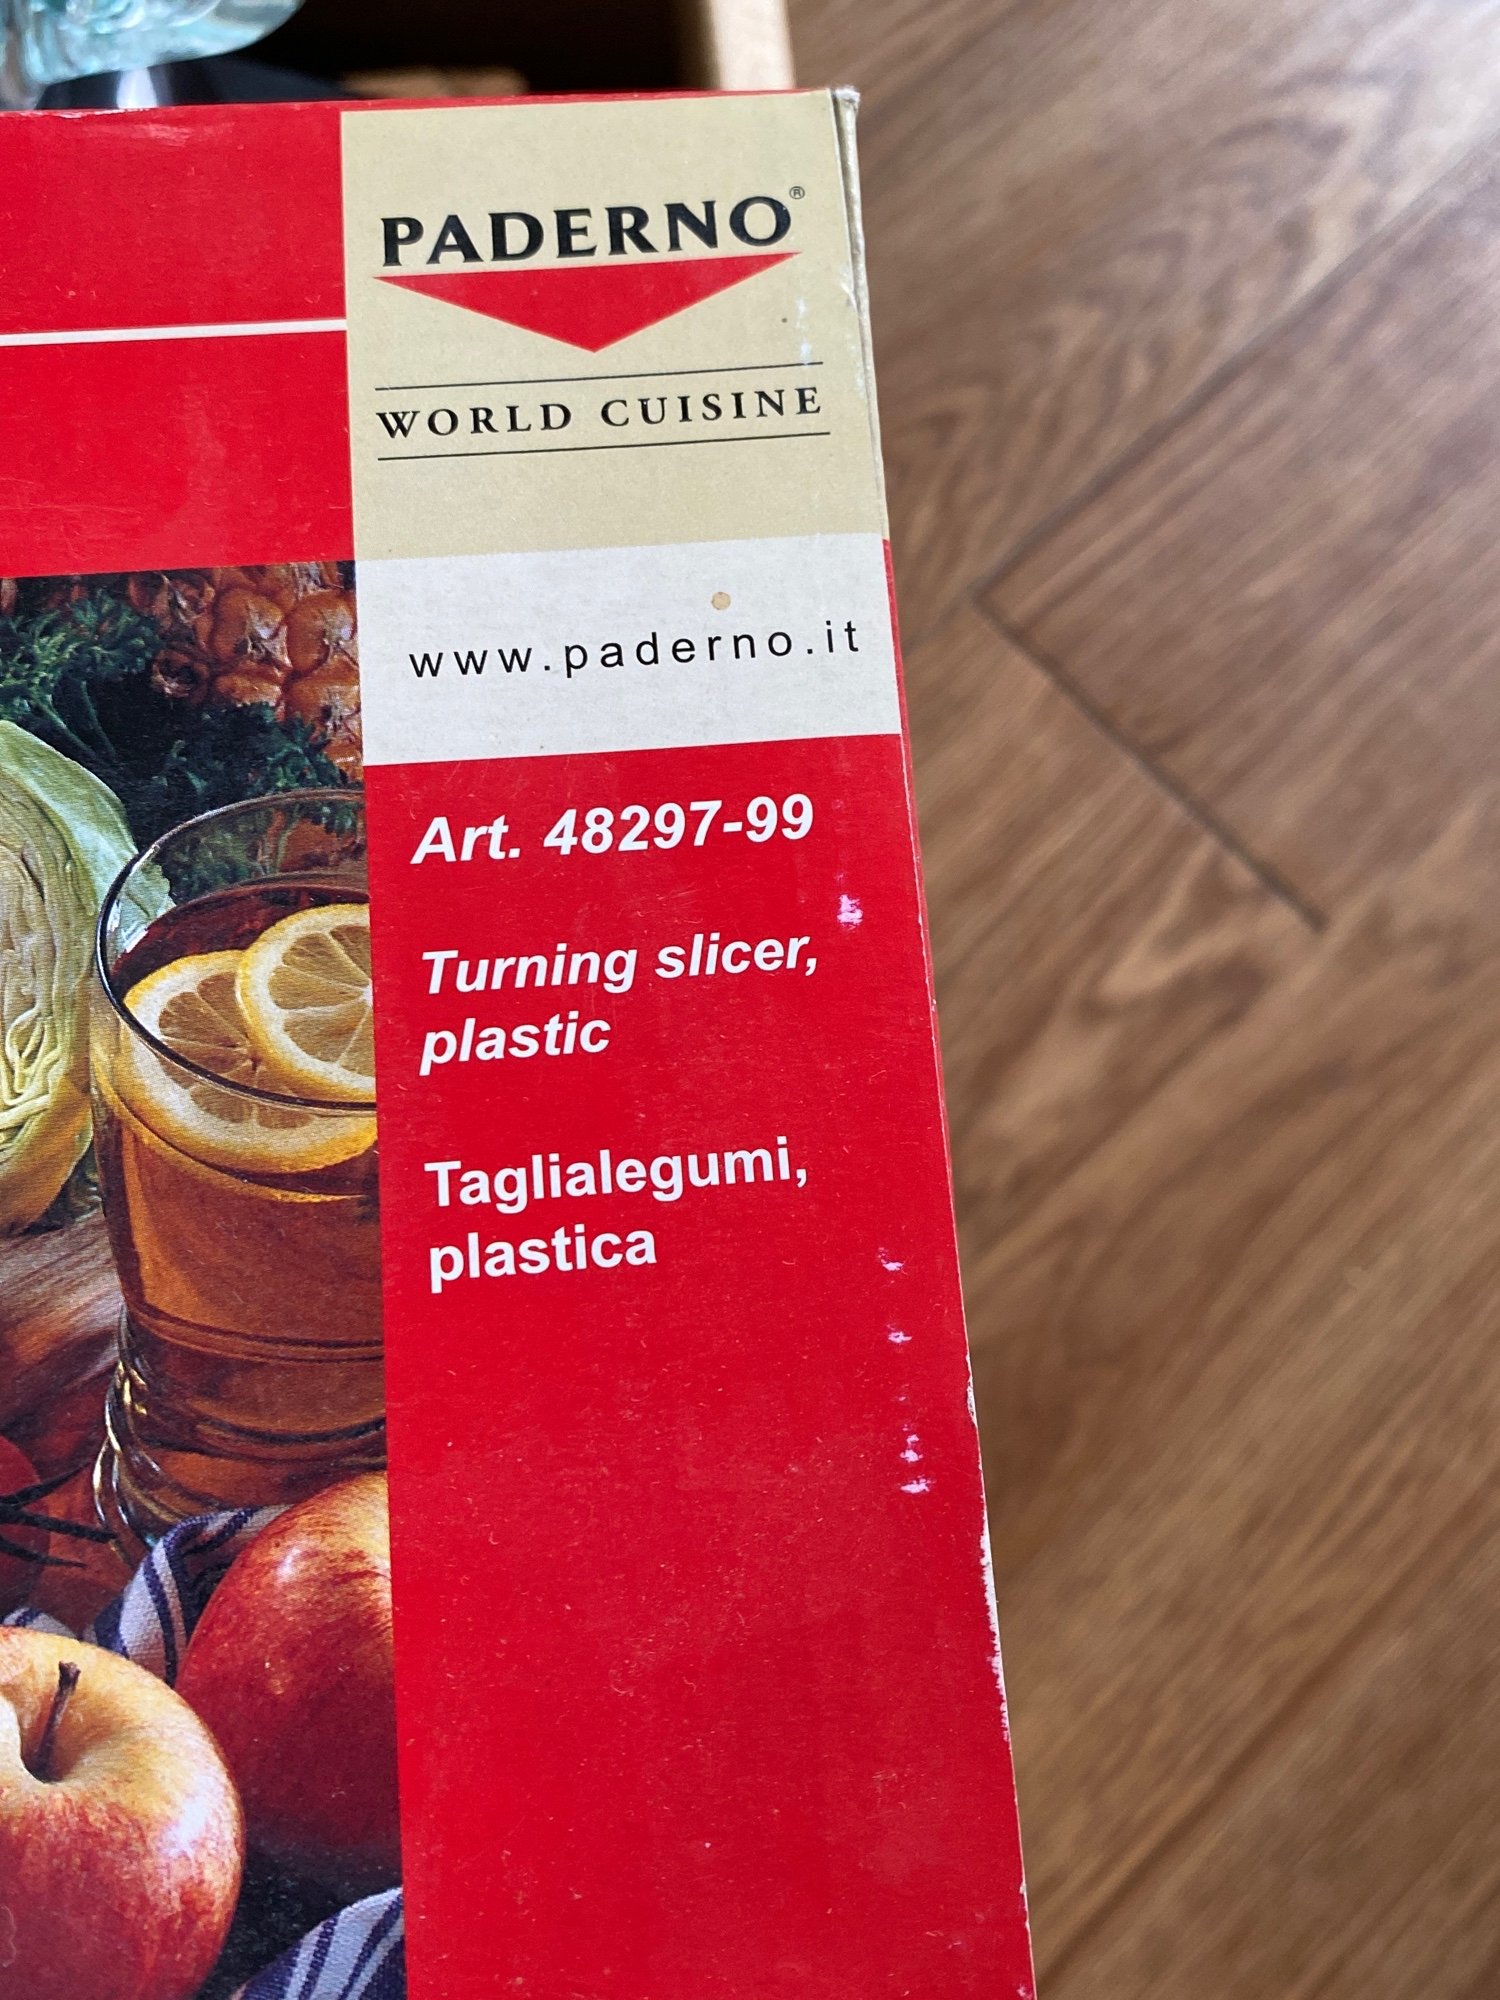 PADERNO®
WORLD CUISINE
www.paderno.it
Art. 48297-99
Turning slicer,
plastic
Taglialegumi,
plastica